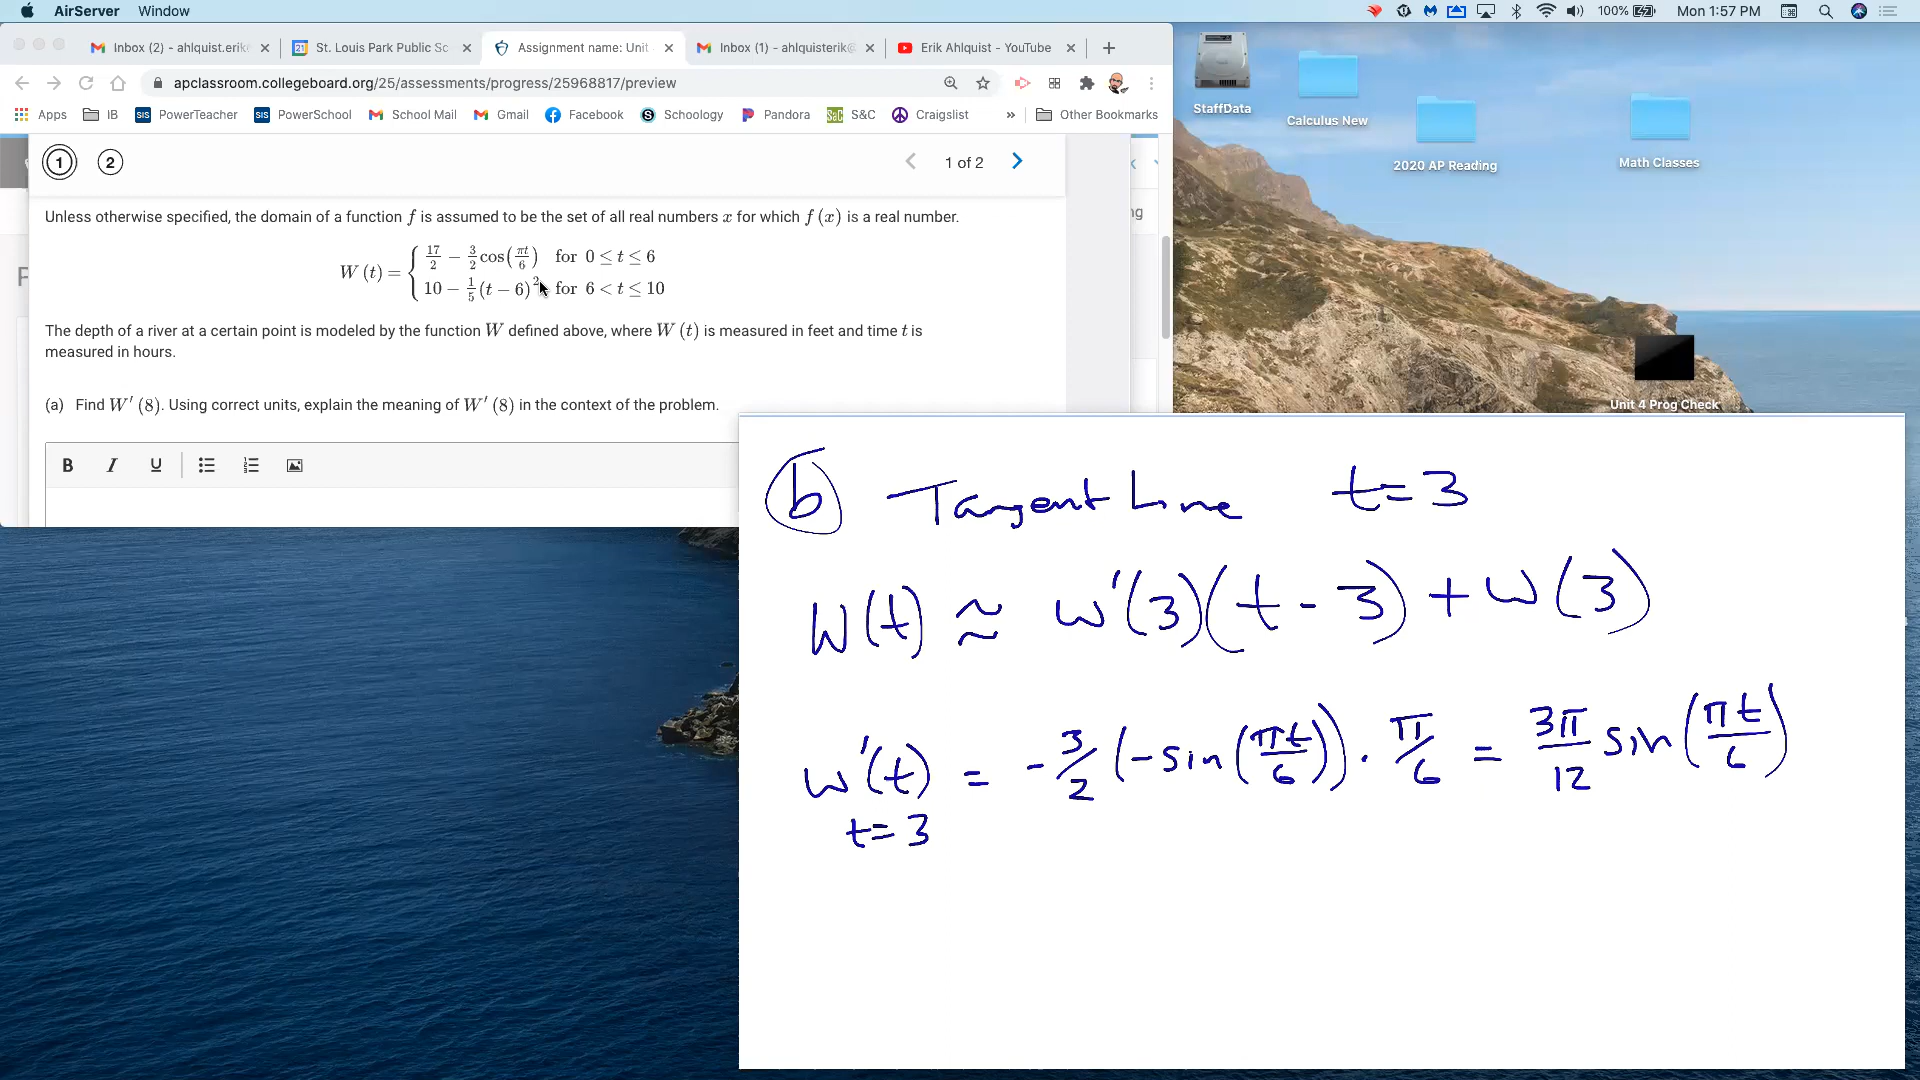 AirServer Window
100% Mon 1:57 PM
Inbox (2) - ahlquist.erik@ × St. Louis Park Public Sc × Assignment name: Unit × Inbox (1) - ahlquisterik@ × Erik Ahlquist - YouTube × +
apclassroom.collegeboard.org/25/assessments/progress/25968817/preview
Apps IB SIS PowerTeacher SIS PowerSchool School Mail Gmail Facebook Schoology Pandora S&C S&C Craigslist » Other Bookmarks
1 2 1 of 2
ng
Unless otherwise specified, the domain of a function f is assumed to be the set of all real numbers x for which f (x) is a real number.
W (t) = { 17/2 − 3/2 cos(πt/6) for 0 ≤ t ≤ 6
10 − 1/5 (t − 6)² for 6 < t ≤ 10
The depth of a river at a certain point is modeled by the function W defined above, where W (t) is measured in feet and time t is
measured in hours.
(a) Find W′ (8). Using correct units, explain the meaning of W′ (8) in the context of the problem.
B I U
StaffData
Calculus New
2020 AP Reading
Math Classes
Unit 4 Prog Check
b Tangent Line t=3
W(t) ≈ W'(3)(t - 3) + W(3)
W'(t) = -3/2 (-sin(πt/6)) · π/6 = 3π/12 sin(πt/6)
t=3